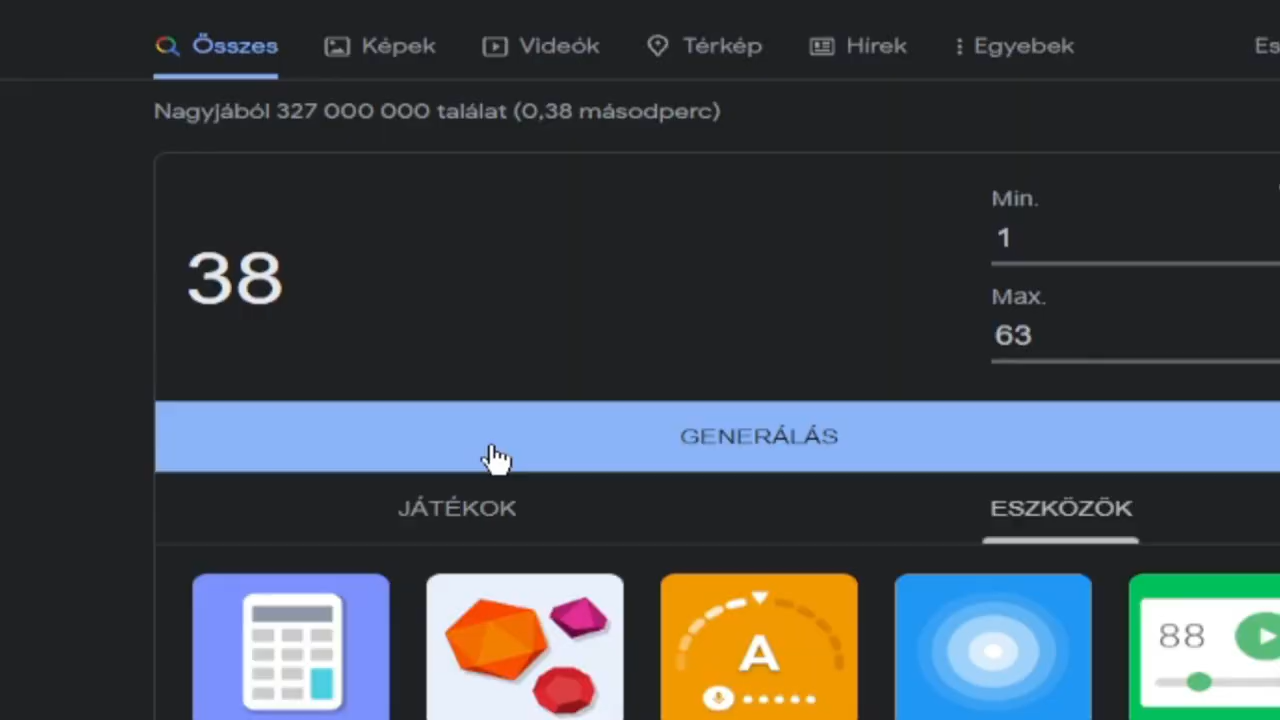 Összes Képek Videók Térkép Hírek Egyebek Es
Nagyjából 327 000 000 találat (0,38 másodperc)
38
Min.
1
Max.
63
GENERÁLÁS
JÁTÉKOK ESZKÖZÖK
A
88